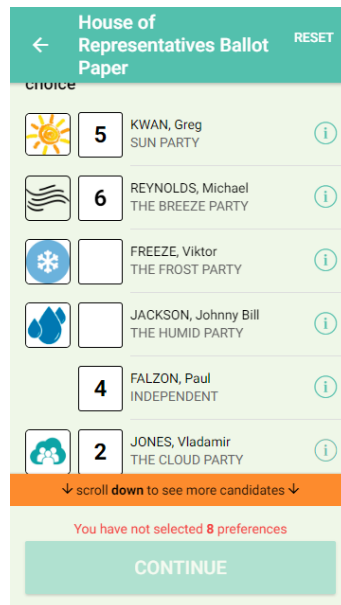 House of
Representatives Ballot
Paper
RESET
choice
5
KWAN, Greg
SUN PARTY
6
REYNOLDS, Michael
THE BREEZE PARTY
FREEZE, Viktor
THE FROST PARTY
JACKSON, Johnny Bill
THE HUMID PARTY
4
FALZON, Paul
INDEPENDENT
2
JONES, Vladamir
THE CLOUD PARTY
↓ scroll down to see more candidates ↓
You have not selected 8 preferences
CONTINUE